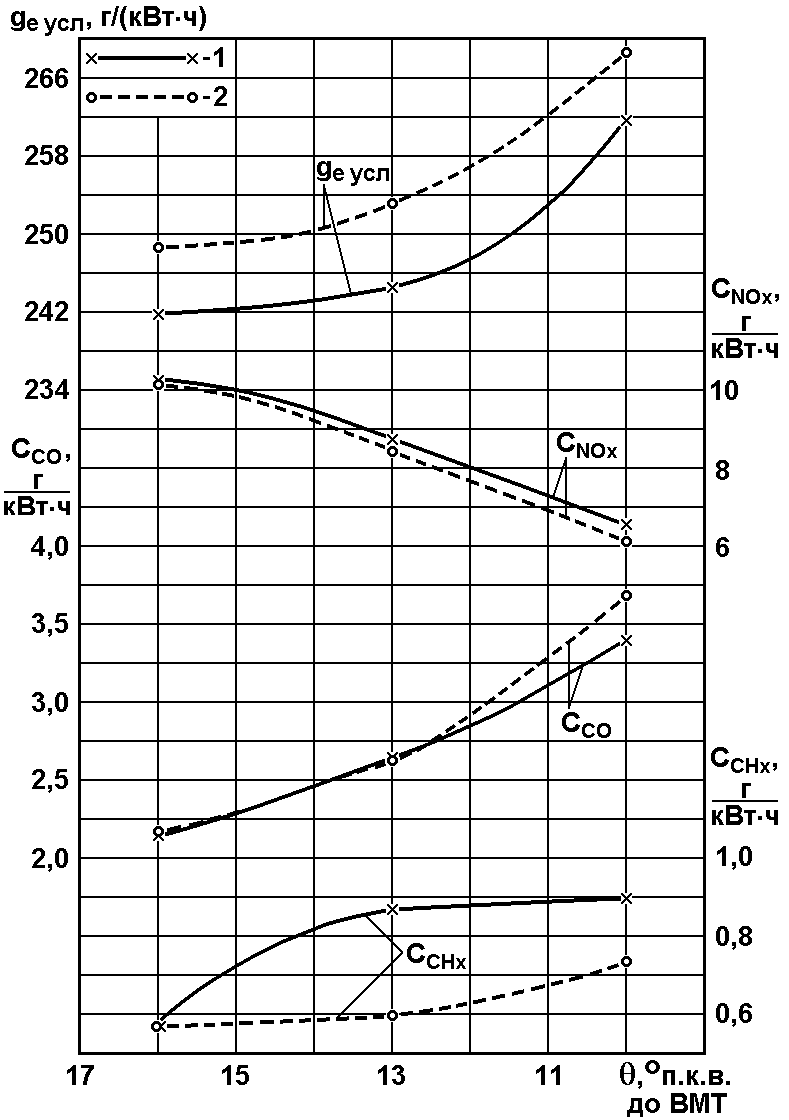 ge усл, г/(кВт·ч)
-1
266
-2
258
ge усл
250
CNOx,
242
г
кВт·ч
234
10
CCO,
CNOx
г
8
кВт·ч
4,0
6
3,5
3,0
CCO
CCHx,
2,5
г
кВт·ч
2,0
1,0
0,8
CCHx
0,6
17 15 13 11 θ,°п.к.в.
до ВМТ